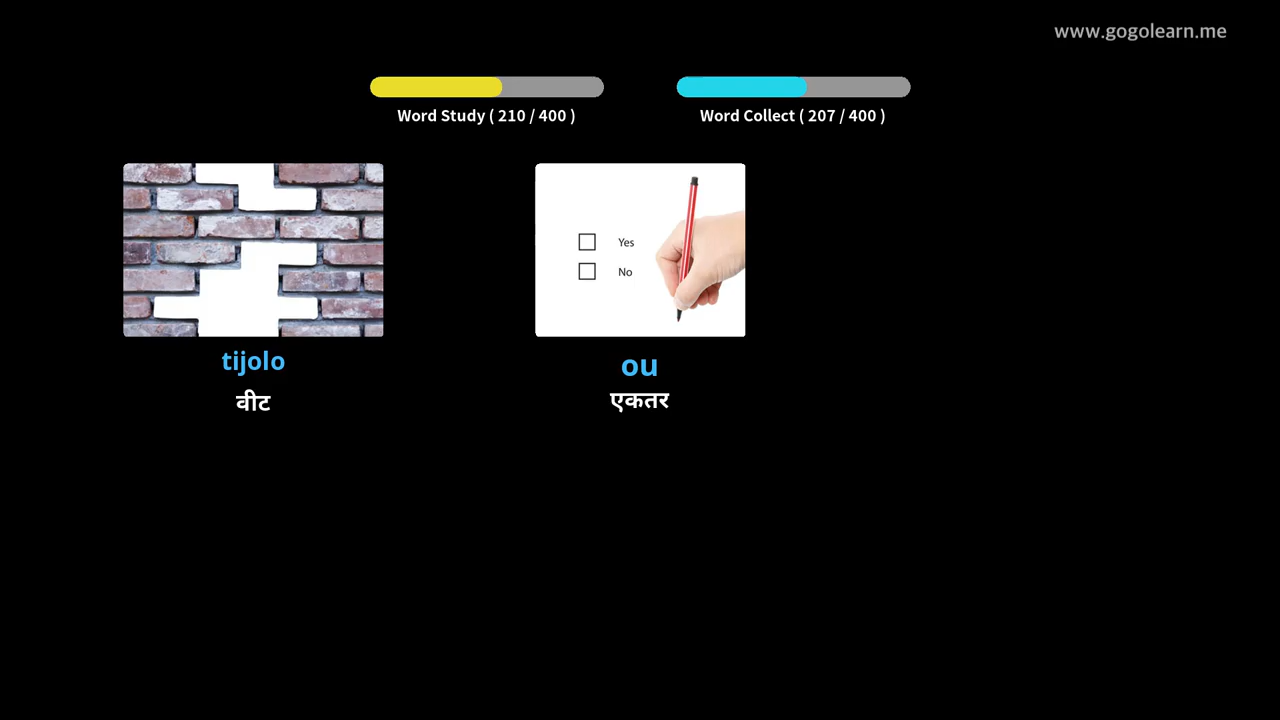 www.gogolearn.me
Word Study ( 210 / 400 )
Word Collect ( 207 / 400 )
Yes
No
tijolo
ou
वीट
एकतर